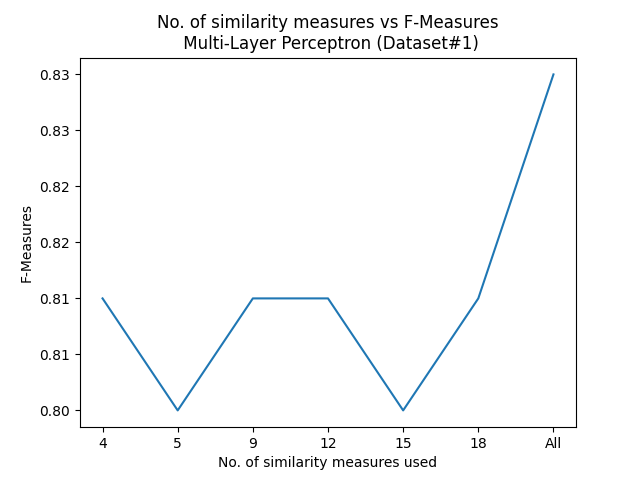 No. of similarity measures vs F-Measures
Multi-Layer Perceptron (Dataset#1)
0.83
0.83
0.82
0.82
0.81
0.81
0.80
F-Measures
4 5 9 12 15 18 All
No. of similarity measures used